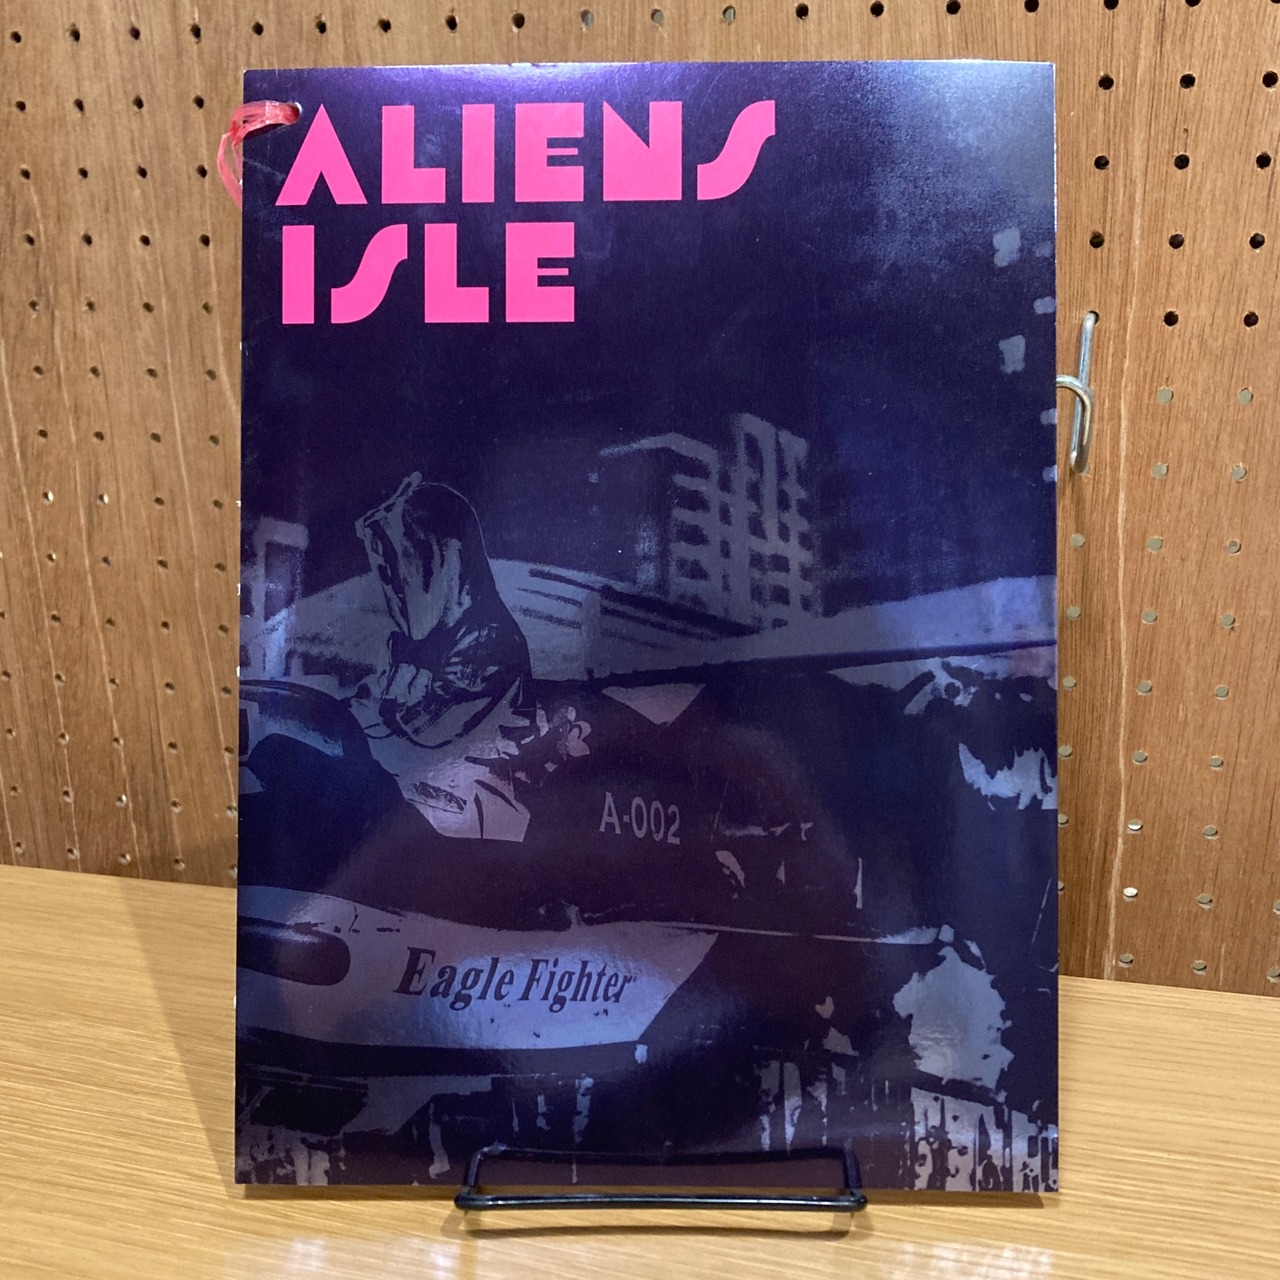 ALIENS
ISLE
A-002
Eagle Fighter